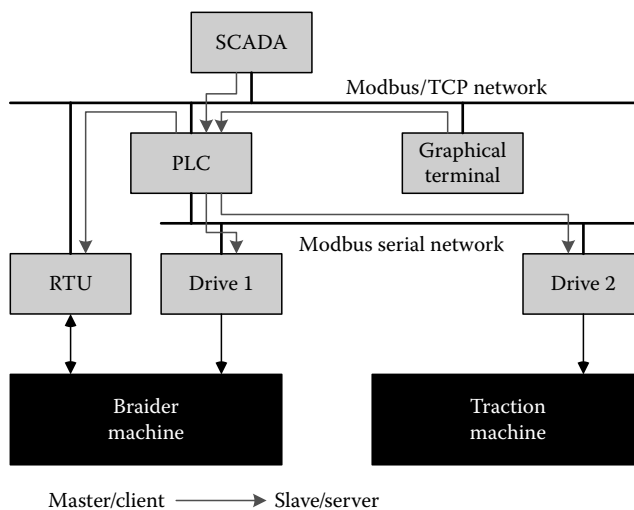 SCADA
Modbus/TCP network
PLC
Graphical
terminal
Modbus serial network
RTU
Drive 1
Drive 2
Braider
machine
Traction
machine
Master/client
Slave/server